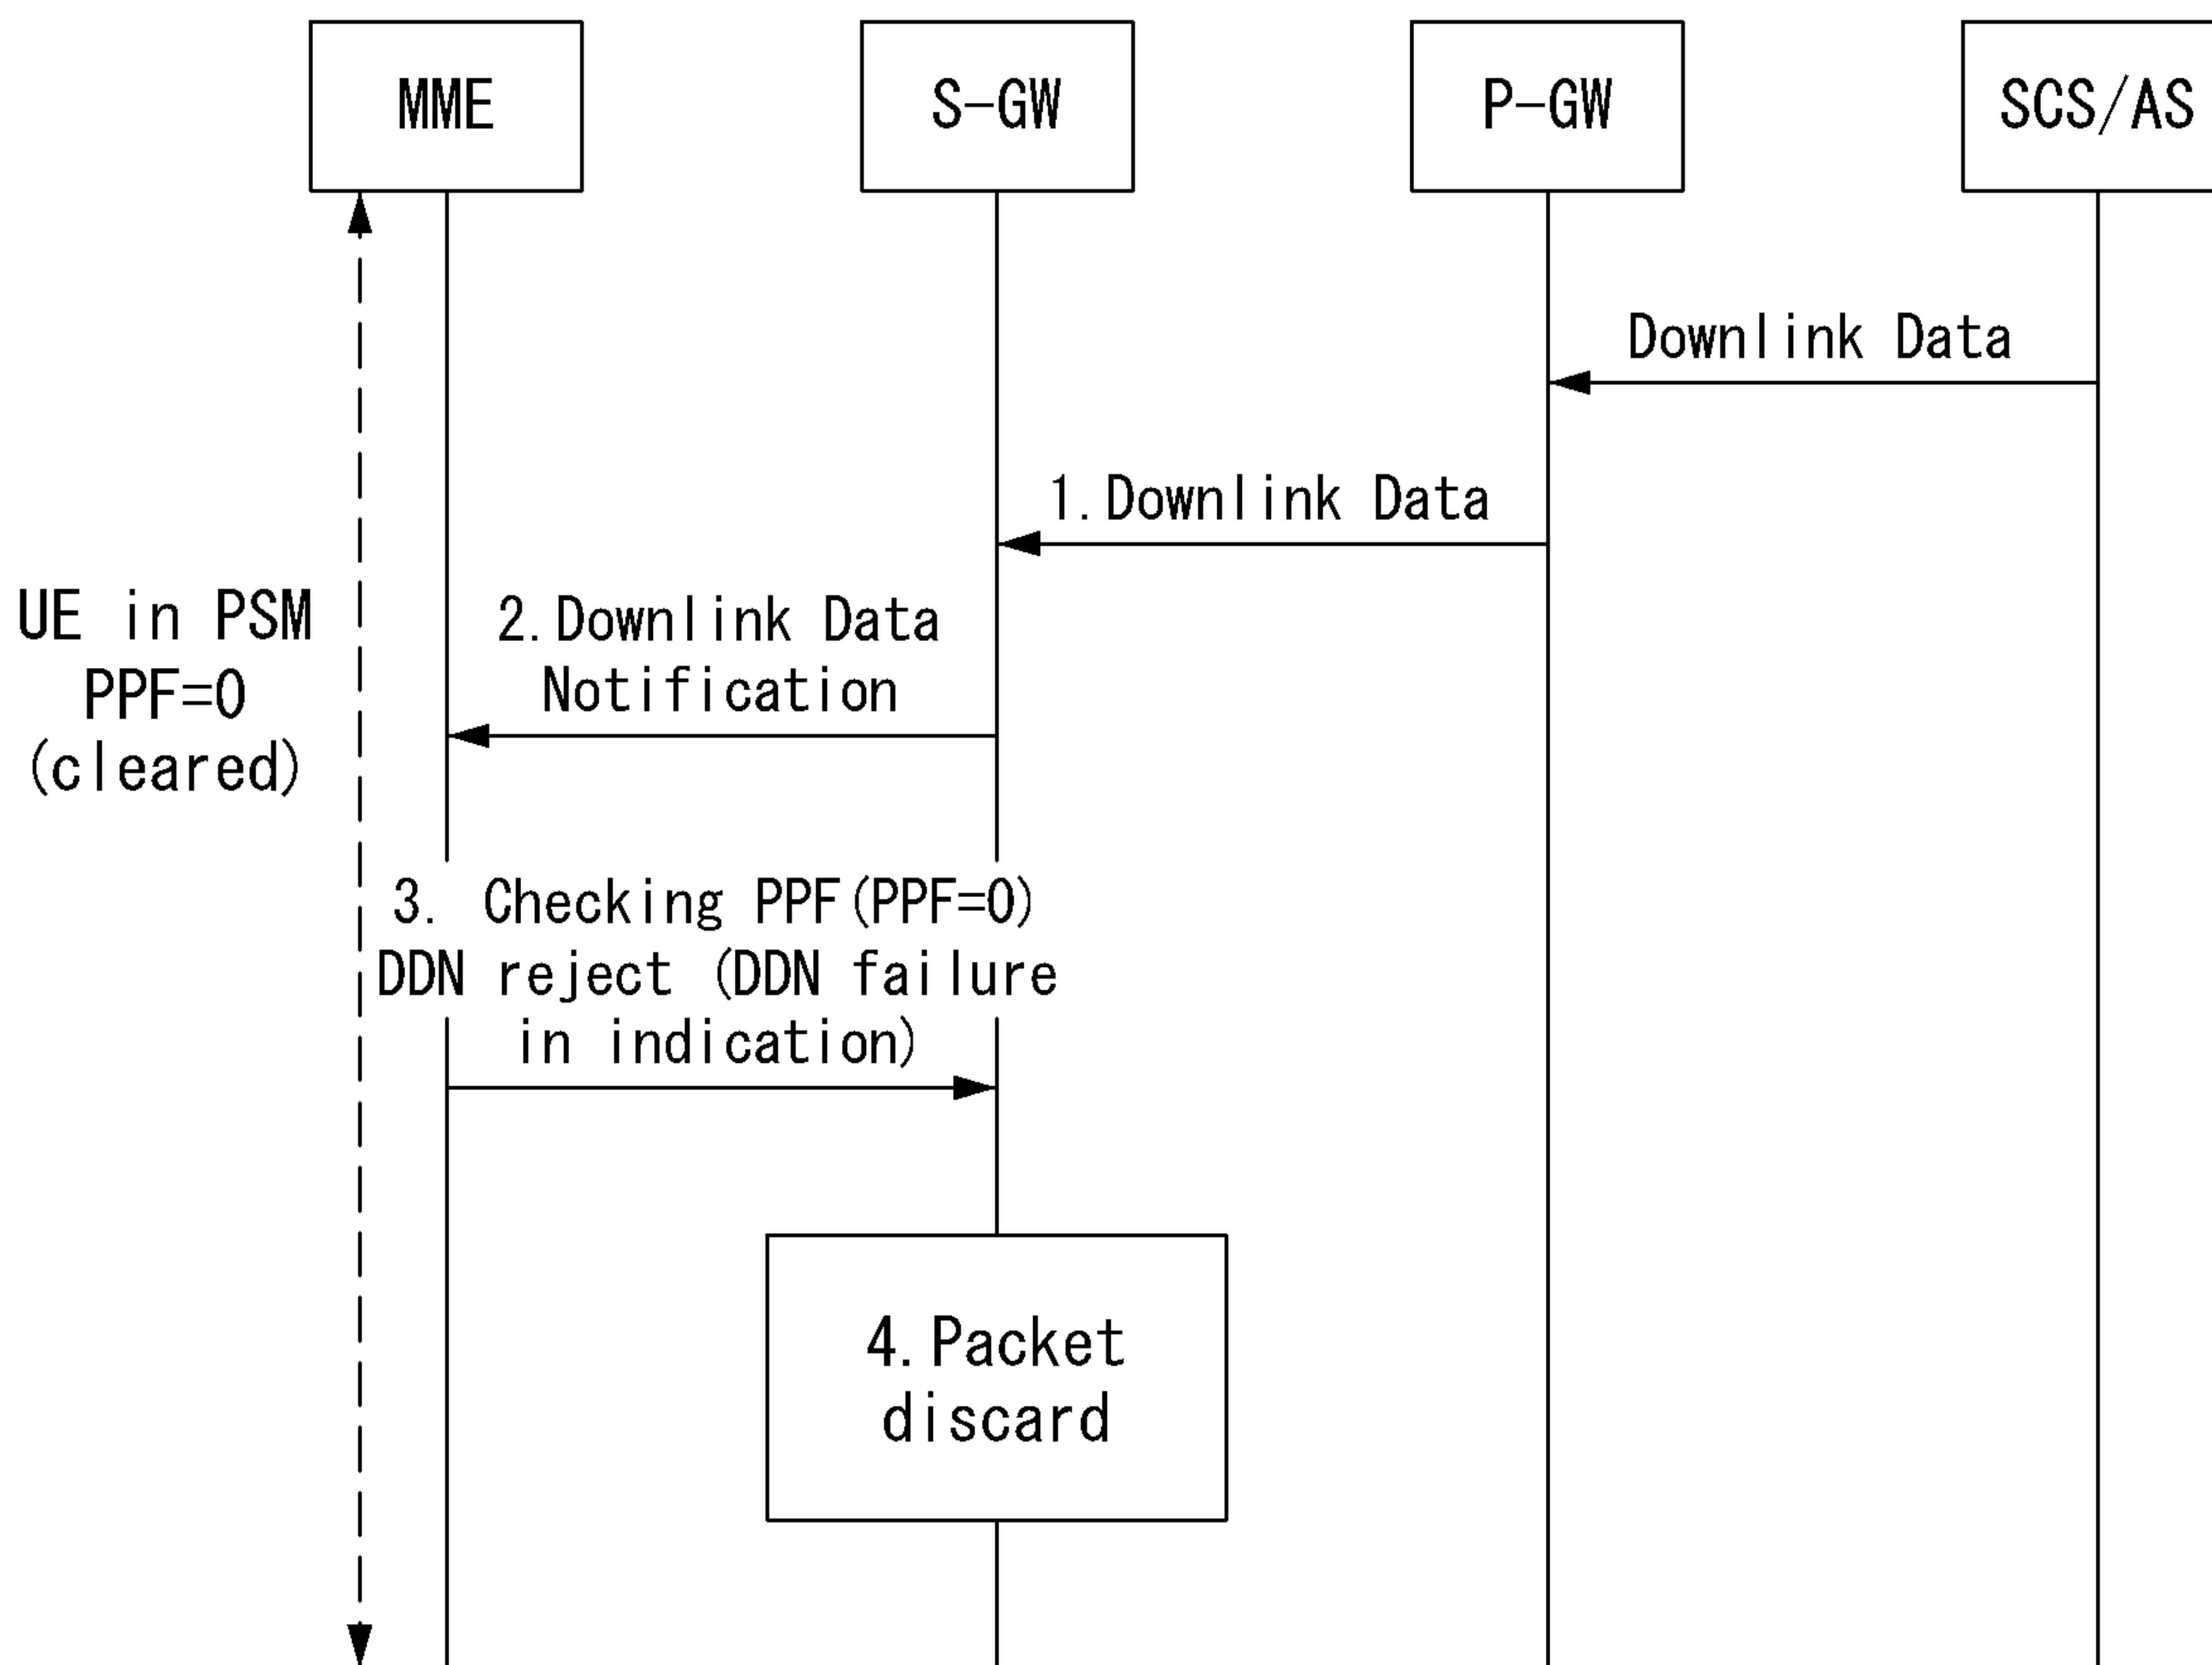 MME
S-GW
P-GW
SCS/AS
Downlink Data
1.Downlink Data
2.Downlink Data
Notification
UE in PSM
PPF=0
(cleared)
3. Checking PPF(PPF=0)
DDN reject (DDN failure
in indication)
4.Packet
discard